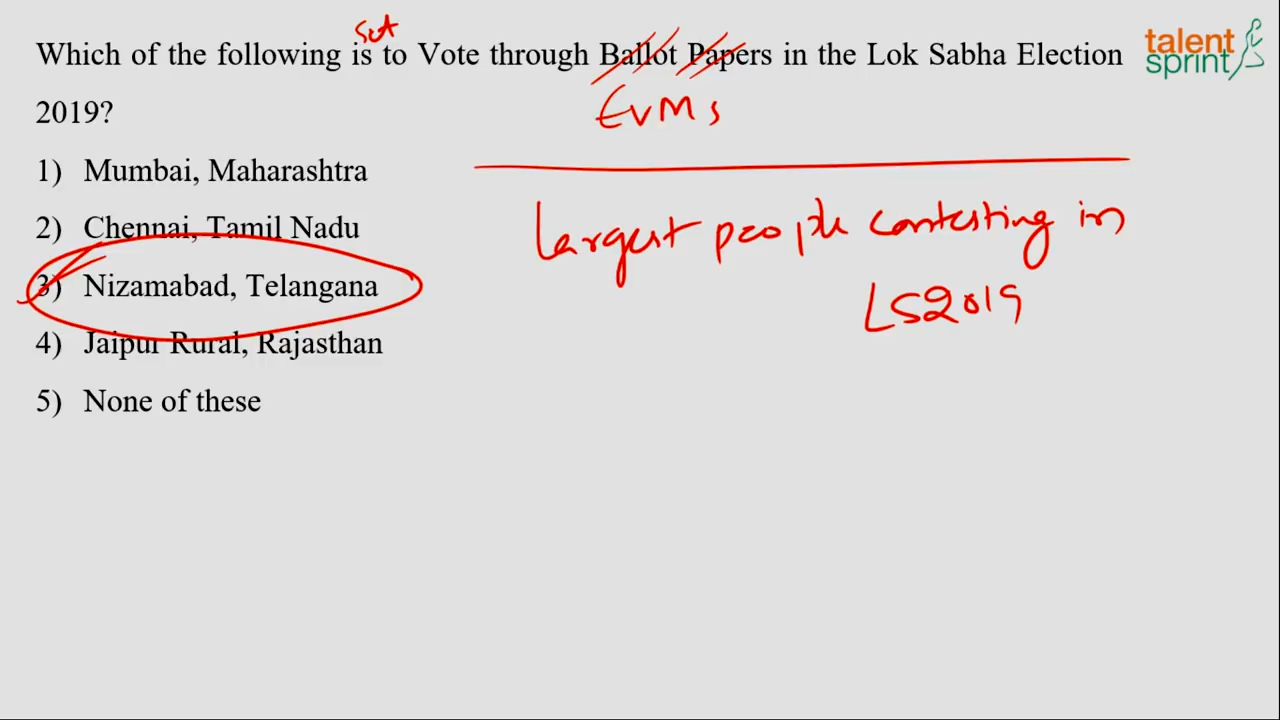 set
Which of the following is to Vote through Ballot Papers in the Lok Sabha Election
2019?
EVMs
talent
sprint
1) Mumbai, Maharashtra
2) Chennai, Tamil Nadu
3) Nizamabad, Telangana
4) Jaipur Rural, Rajasthan
5) None of these
largest people contesting in
LS2019